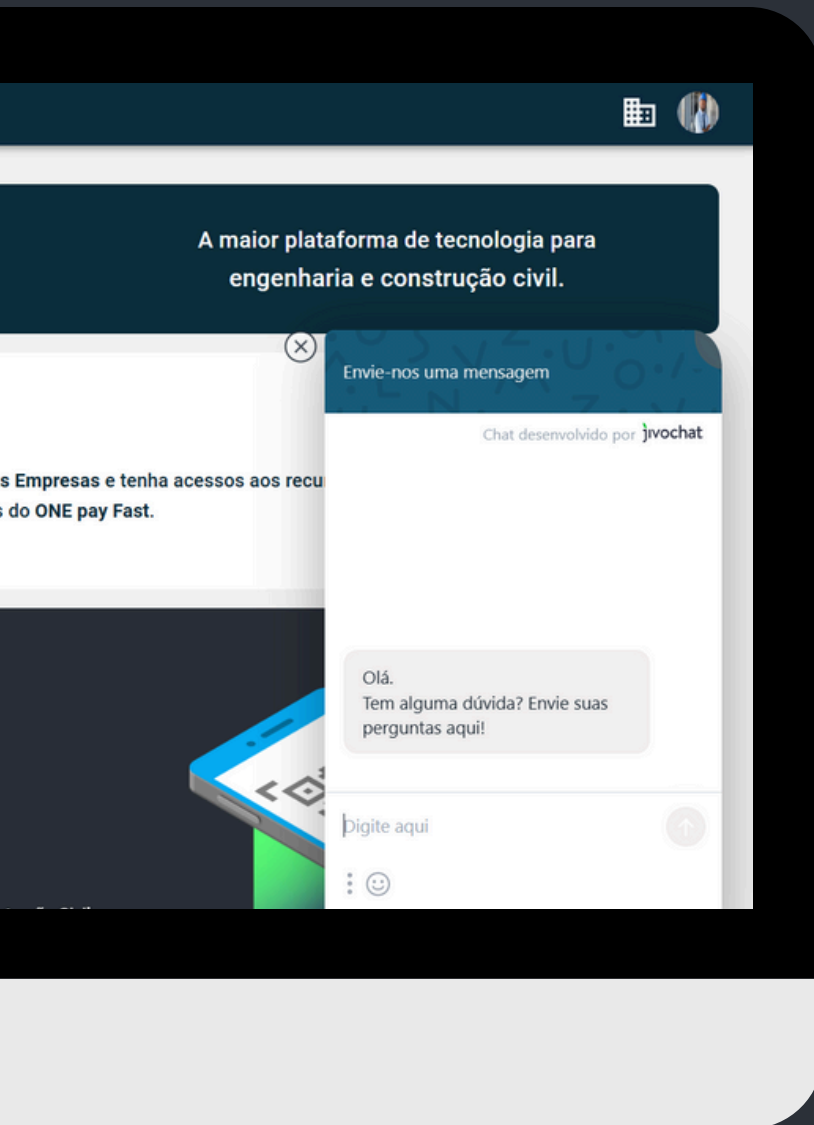 A maior plataforma de tecnologia para
engenharia e construção civil.
Envie-nos uma mensagem
Chat desenvolvido por jivochat
s Empresas e tenha acessos aos recu
s do ONE pay Fast.
Olá.
Tem alguma dúvida? Envie suas
perguntas aqui!
Digite aqui